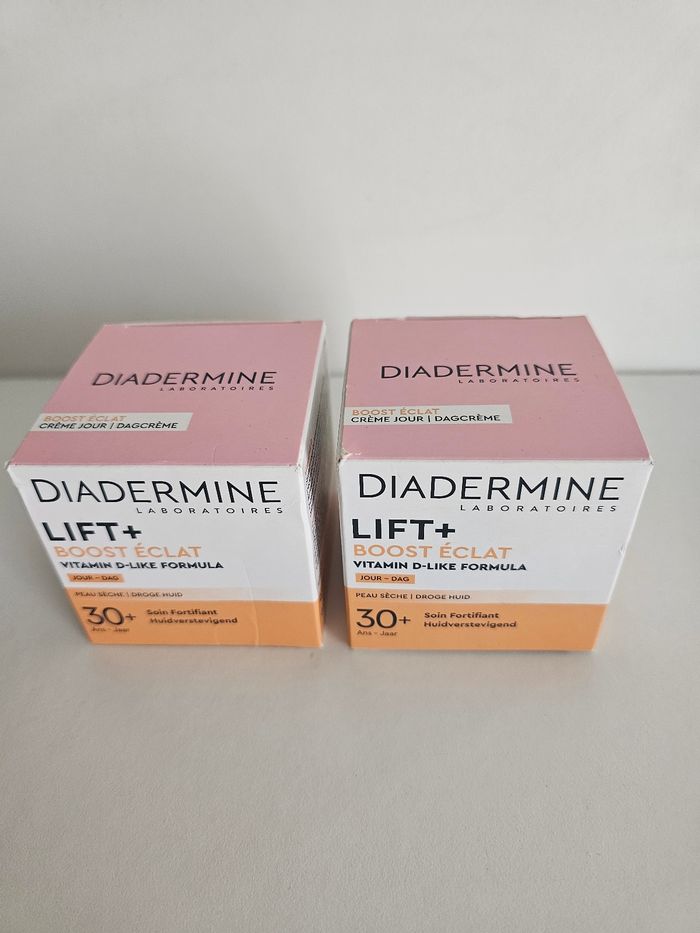 DIADERMINE
LABORATOIRES
BOOST ÉCLAT
CRÈME JOUR | DAGCRÈME
DIADERMINE
LABORATOIRES
LIFT+
BOOST ÉCLAT
VITAMIN D-LIKE FORMULA
JOUR – DAG
PEAU SÈCHE | DROGE HUID
30+
Ans – Jaar
Soin Fortifiant
Huidverstevigend
DIADERMINE
LABORATOIRES
BOOST ÉCLAT
CRÈME JOUR | DAGCRÈME
DIADERMINE
LABORATOIRES
LIFT+
BOOST ÉCLAT
VITAMIN D-LIKE FORMULA
JOUR – DAG
PEAU SÈCHE | DROGE HUID
30+
Ans – Jaar
Soin Fortifiant
Huidverstevigend